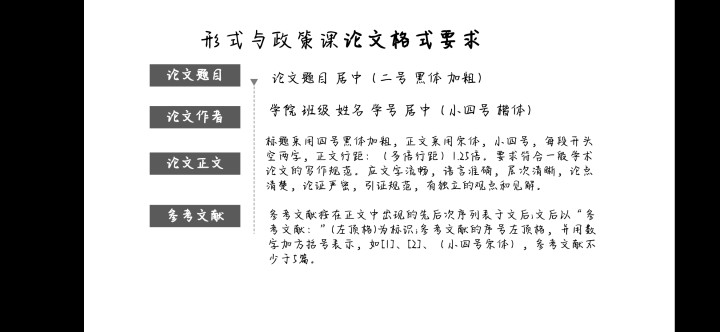 形式与政策课论文格式要求
论文题目
论文题目 居中（二号 黑体 加粗）
论文作者
学院 班级 姓名 学号 居中（小四号 楷体）
论文正文
标题采用四号黑体加粗，正文采用宋体，小四号，每段开头
空两字，正文行距：（多倍行距）1.25倍。要求符合一般学术
论文的写作规范。应文字流畅，语言准确，层次清晰，论点
清楚，论证严密，引证规范，有独立的观点和见解。
参考文献
参考文献按在正文中出现的先后次序列表于文后;文后以“参
考文献：”(左顶格)为标识;参考文献的序号左顶格，并用数
字加方括号表示，如[1]、[2]、（小四号宋体），参考文献不
少于5篇。